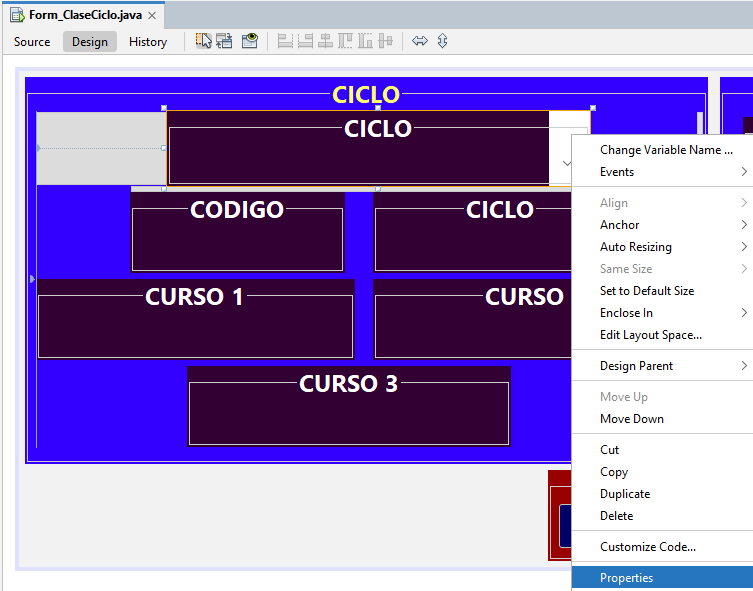 Form_ClaseCiclo.java
Source Design History
CICLO
CICLO
CODIGO CICLO
CURSO 1 CURSO
CURSO 3
Change Variable Name ...
Events
Align
Anchor
Auto Resizing
Same Size
Set to Default Size
Enclose In
Edit Layout Space...
Design Parent
Move Up
Move Down
Cut
Copy
Duplicate
Delete
Customize Code...
Properties